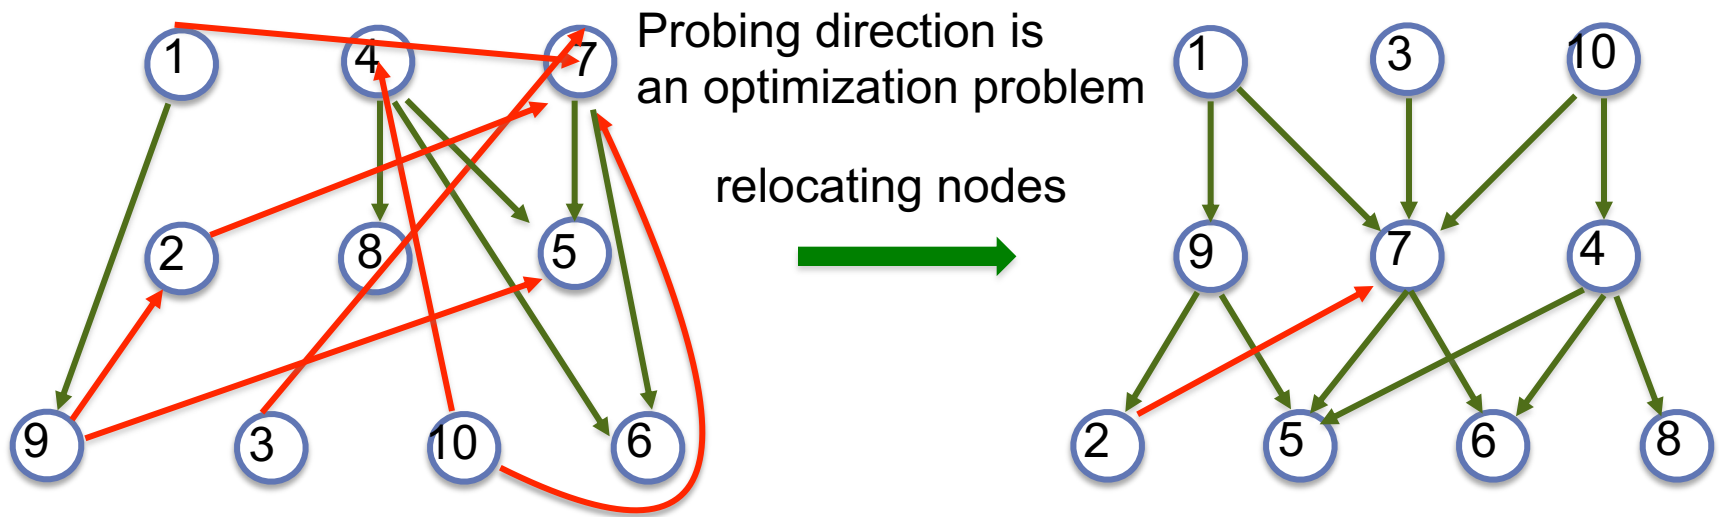 1 4 7 Probing direction is 1 3 10
an optimization problem
relocating nodes
2 8 5 9 7 4
9 3 10 6 2 5 6 8